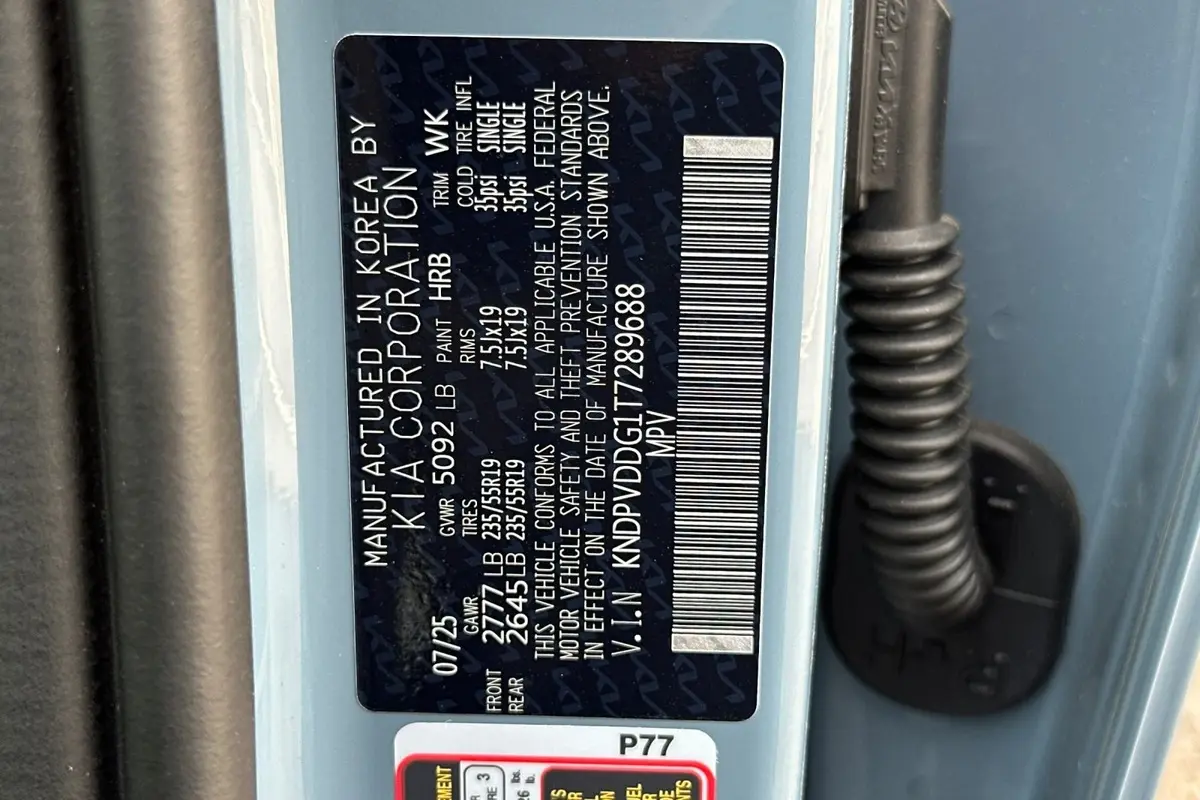 MANUFACTURED IN KOREA BY
KIA CORPORATION
07/25 GVWR 5092 LB PAINT HRB TRIM WK
GAWR TIRES RIMS COLD TIRE INFL
FRONT 2777 LB 235/55R19 7.5Jx19 35psi SINGLE
REAR 2645LB 235/55R19 7.5Jx19 35psi SINGLE
THIS VEHICLE CONFORMS TO ALL APPLICABLE U.S.A. FEDERAL
MOTOR VEHICLE SAFETY AND THEFT PREVENTION STANDARDS
IN EFFECT ON THE DATE OF MANUFACTURE SHOWN ABOVE.
V.I.N KNDPVDDG1T7289688
MPV
P77
3
lbs.